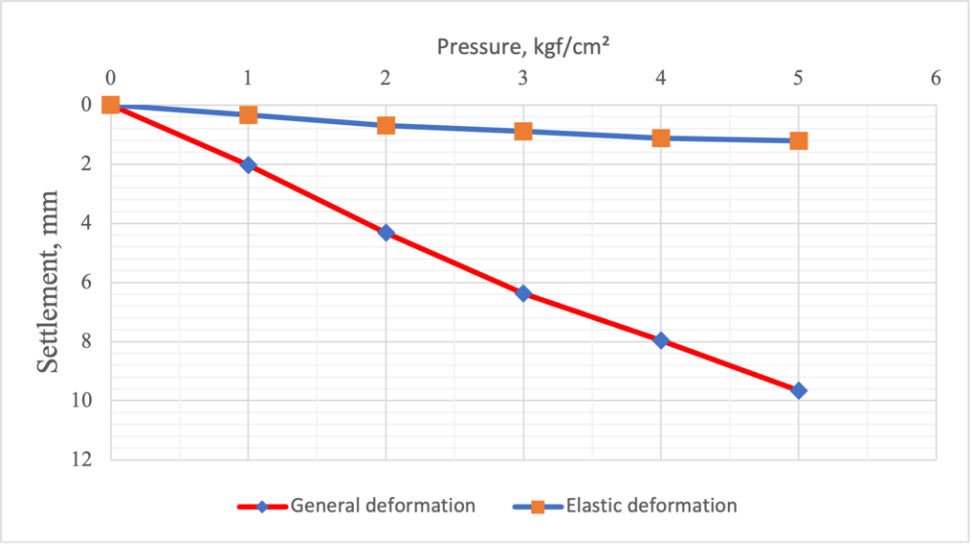 Pressure, kgf/cm²
0 1 2 3 4 5 6
0
2
4
6
8
10
12
Settlement, mm
General deformation Elastic deformation